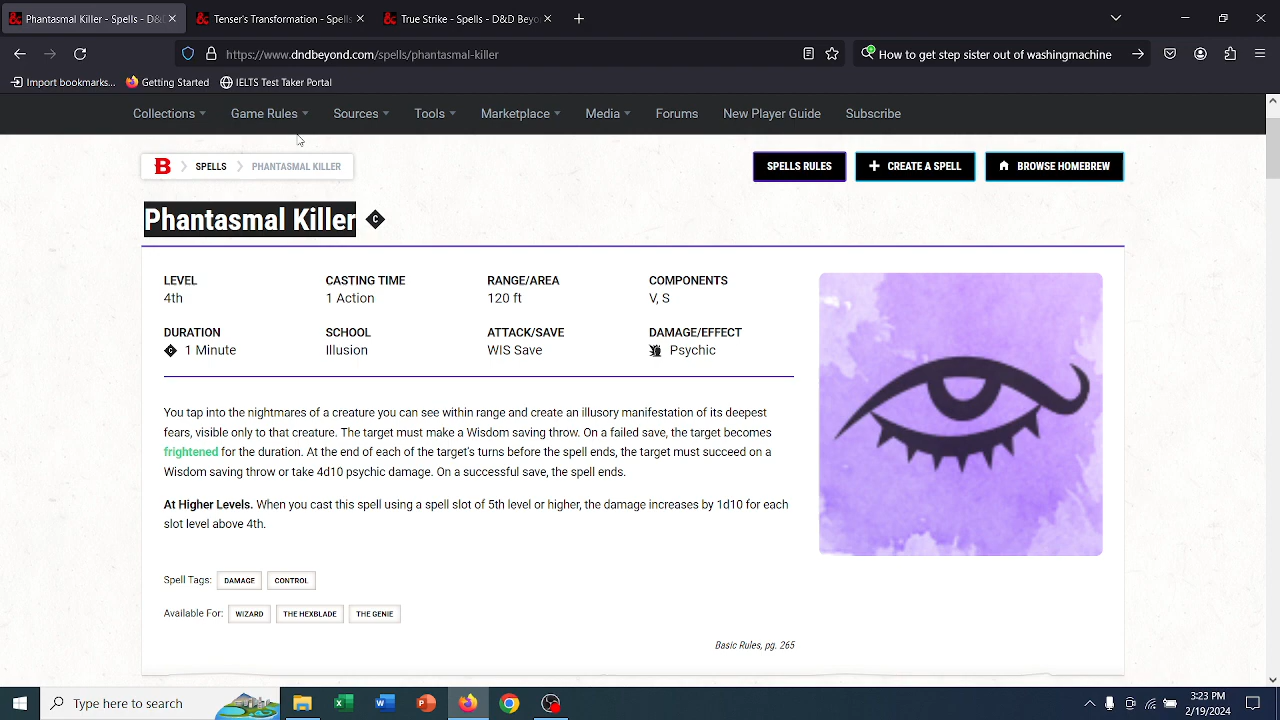 Phantasmal Killer - Spells - D&D
Tenser's Transformation - Spells
True Strike - Spells - D&D Beyo
https://www.dndbeyond.com/spells/phantasmal-killer
How to get step sister out of washingmachine
Import bookmarks...
Getting Started
IELTS Test Taker Portal
Collections
Game Rules
Sources
Tools
Marketplace
Media
Forums
New Player Guide
Subscribe
B
SPELLS
PHANTASMAL KILLER
SPELLS RULES
CREATE A SPELL
BROWSE HOMEBREW
Phantasmal Killer
C
LEVEL
4th
CASTING TIME
1 Action
RANGE/AREA
120 ft
COMPONENTS
V, S
DURATION
C 1 Minute
SCHOOL
Illusion
ATTACK/SAVE
WIS Save
DAMAGE/EFFECT
Psychic
You tap into the nightmares of a creature you can see within range and create an illusory manifestation of its deepest
fears, visible only to that creature. The target must make a Wisdom saving throw. On a failed save, the target becomes
frightened for the duration. At the end of each of the target's turns before the spell ends, the target must succeed on a
Wisdom saving throw or take 4d10 psychic damage. On a successful save, the spell ends.
At Higher Levels. When you cast this spell using a spell slot of 5th level or higher, the damage increases by 1d10 for each
slot level above 4th.
Spell Tags: DAMAGE CONTROL
Available For: WIZARD THE HEXBLADE THE GENIE
Basic Rules, pg. 265
Type here to search
3:23 PM
2/19/2024